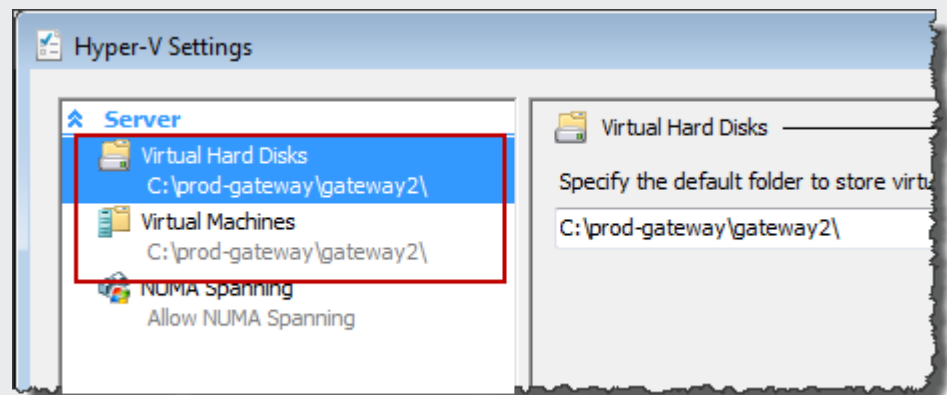 Hyper-V Settings
Server
Virtual Hard Disks
C:\prod-gateway\gateway2\
Virtual Machines
C:\prod-gateway\gateway2\
NUMA Spanning
Allow NUMA Spanning
Virtual Hard Disks
Specify the default folder to store
C:\prod-gateway\gateway2\